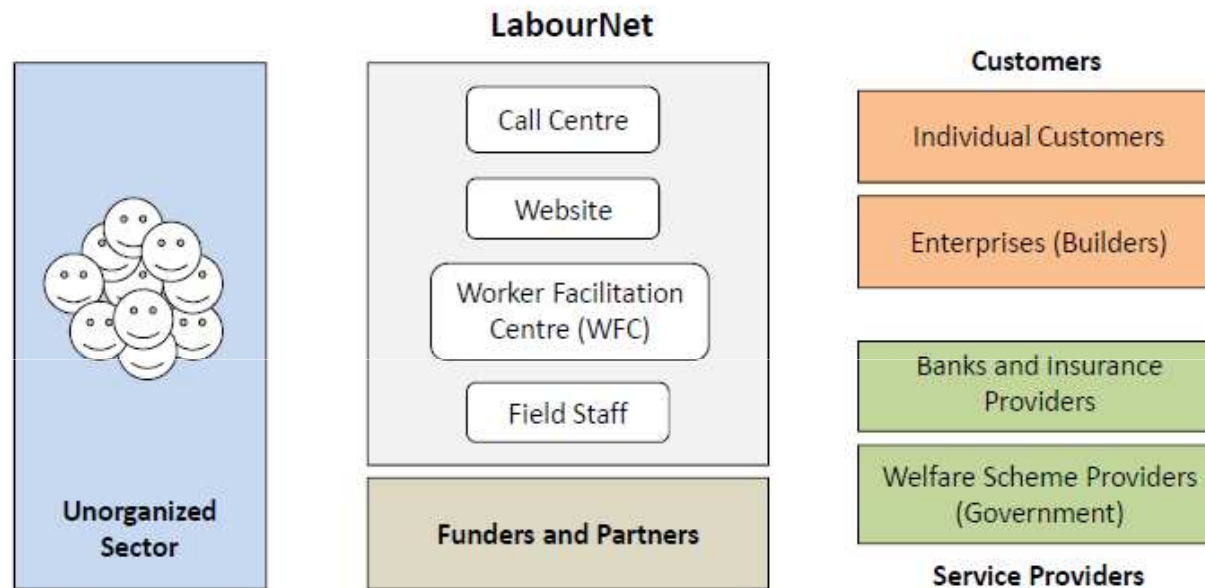 LabourNet
Unorganized
Sector
Call Centre
Website
Worker Facilitation
Centre (WFC)
Field Staff
Funders and Partners
Customers
Individual Customers
Enterprises (Builders)
Banks and Insurance
Providers
Welfare Scheme Providers
(Government)
Service Providers